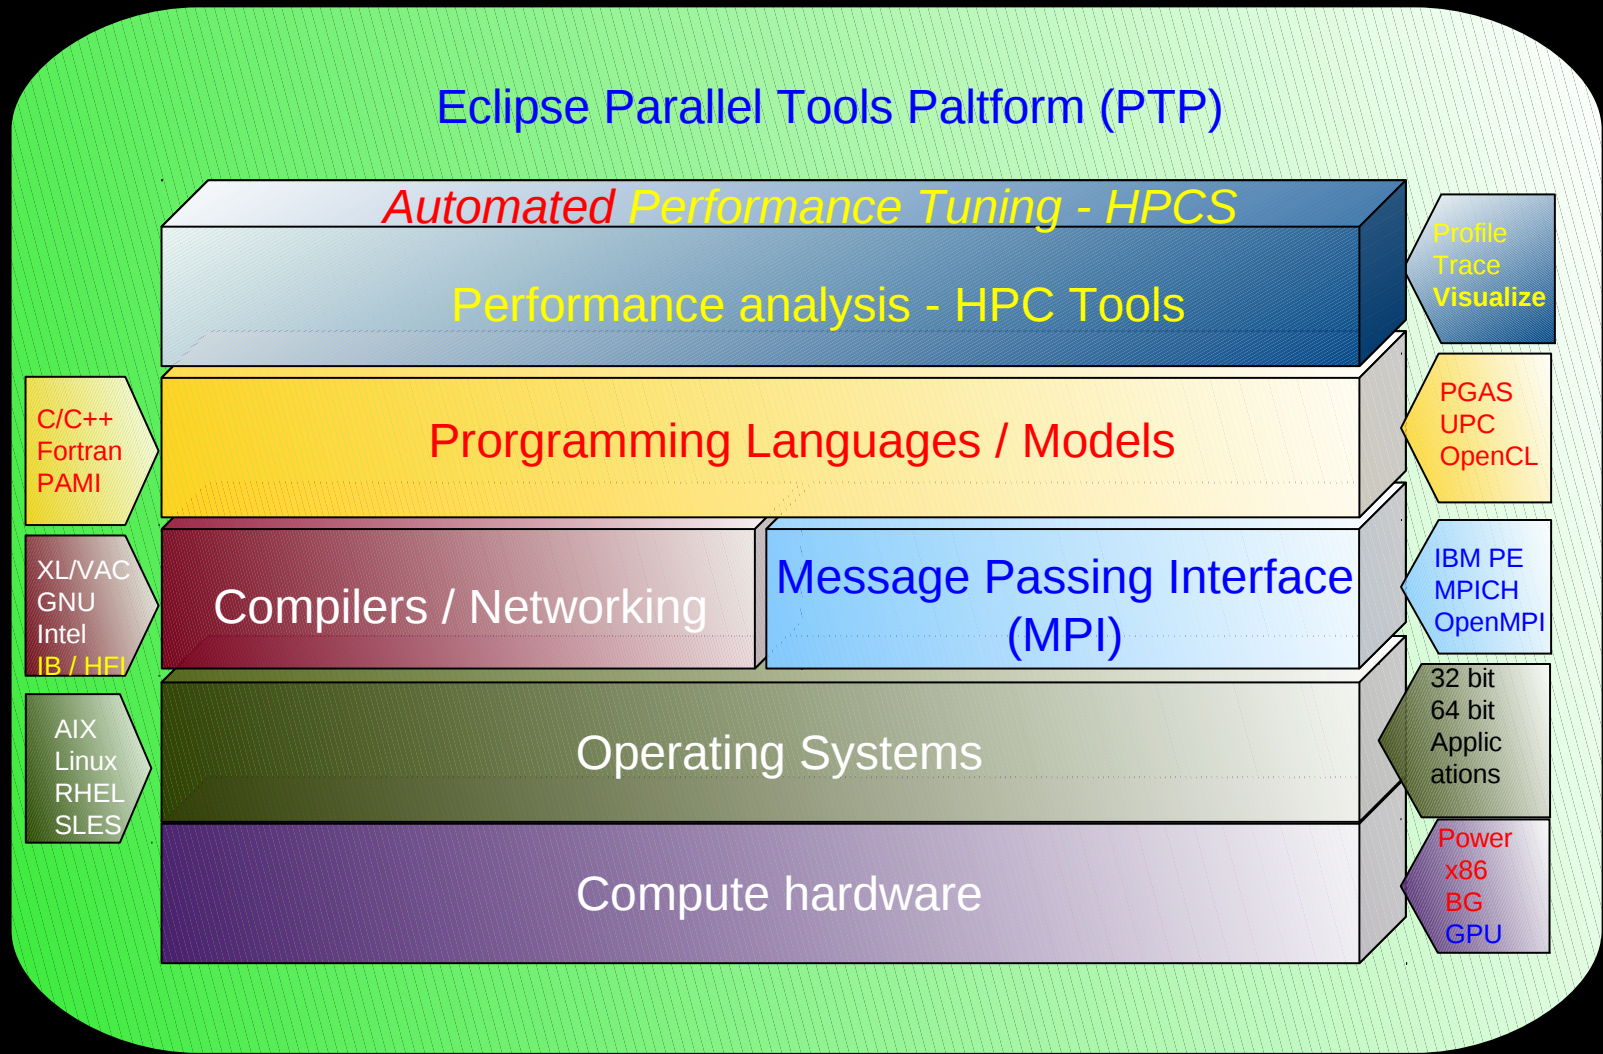 Eclipse Parallel Tools Paltform (PTP)
Automated Performance Tuning - HPCS
Performance analysis - HPC Tools
Profile
Trace
Visualize
C/C++
Fortran
PAMI
Prorgramming Languages / Models
PGAS
UPC
OpenCL
XL/VAC
GNU
Intel
IB / HFI
Compilers / Networking
Message Passing Interface
(MPI)
IBM PE
MPICH
OpenMPI
AIX
Linux
RHEL
SLES
Operating Systems
32 bit
64 bit
Applic
ations
Compute hardware
Power
x86
BG
GPU